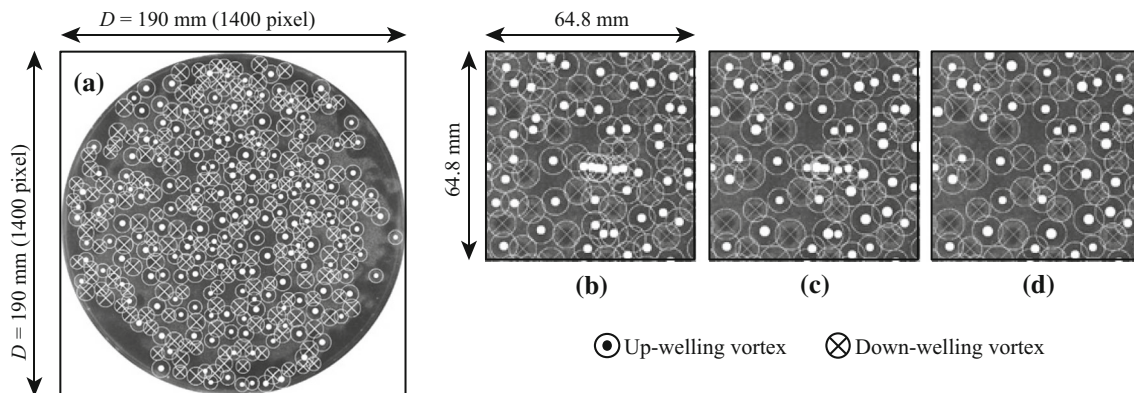 D = 190 mm (1400 pixel)
64.8 mm
(a)
D = 190 mm (1400 pixel)
64.8 mm
(b)
(c)
(d)
Up-welling vortex
Down-welling vortex